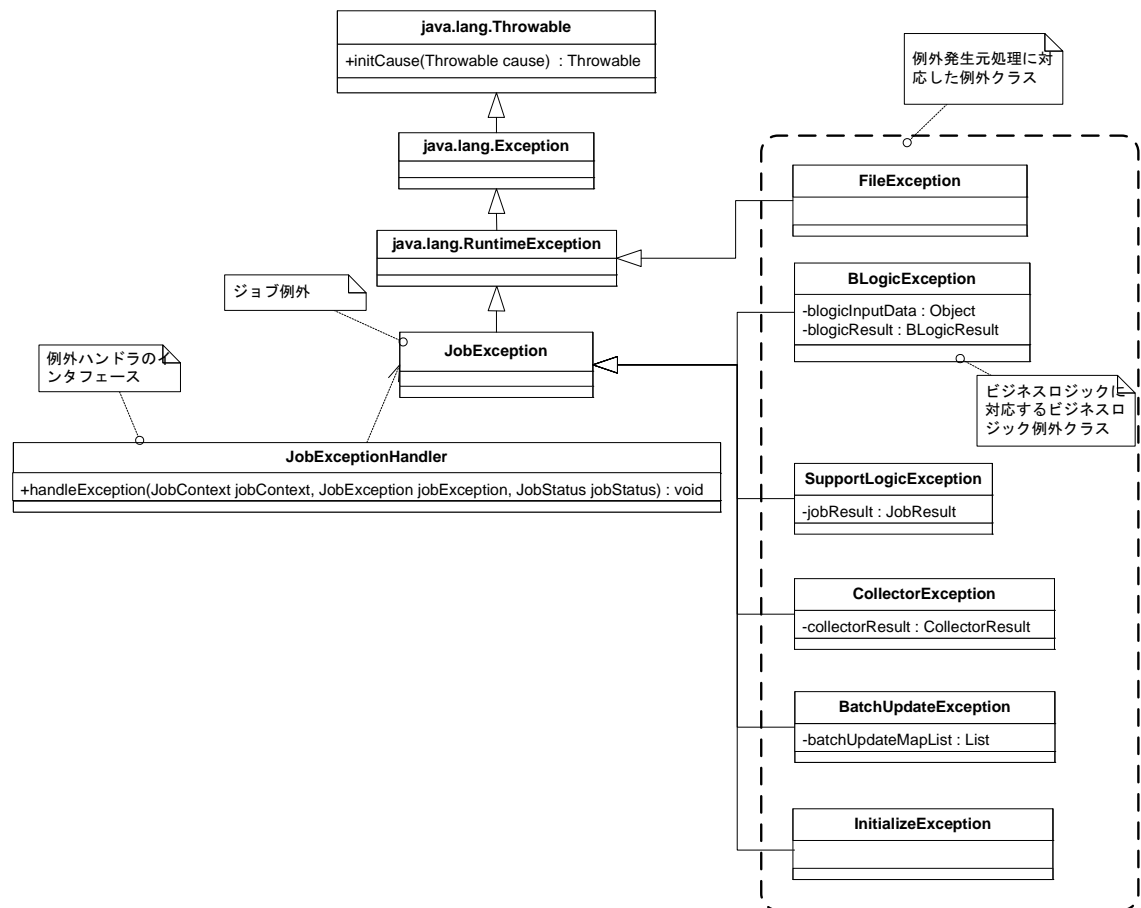 java.lang.Throwable
+initCause(Throwable cause) : Throwable
例外発生元処理に対
応した例外クラス
java.lang.Exception
FileException
java.lang.RuntimeException
BLogicException
-blogicInputData : Object
-blogicResult : BLogicResult
ジョブ例外
JobException
例外ハンドラのイ
ンタフェース
ビジネスロジックに
対応するビジネスロ
ジック例外クラス
JobExceptionHandler
+handleException(JobContext jobContext, JobException jobException, JobStatus jobStatus) : void
SupportLogicException
-jobResult : JobResult
CollectorException
-collectorResult : CollectorResult
BatchUpdateException
-batchUpdateMapList : List
InitializeException